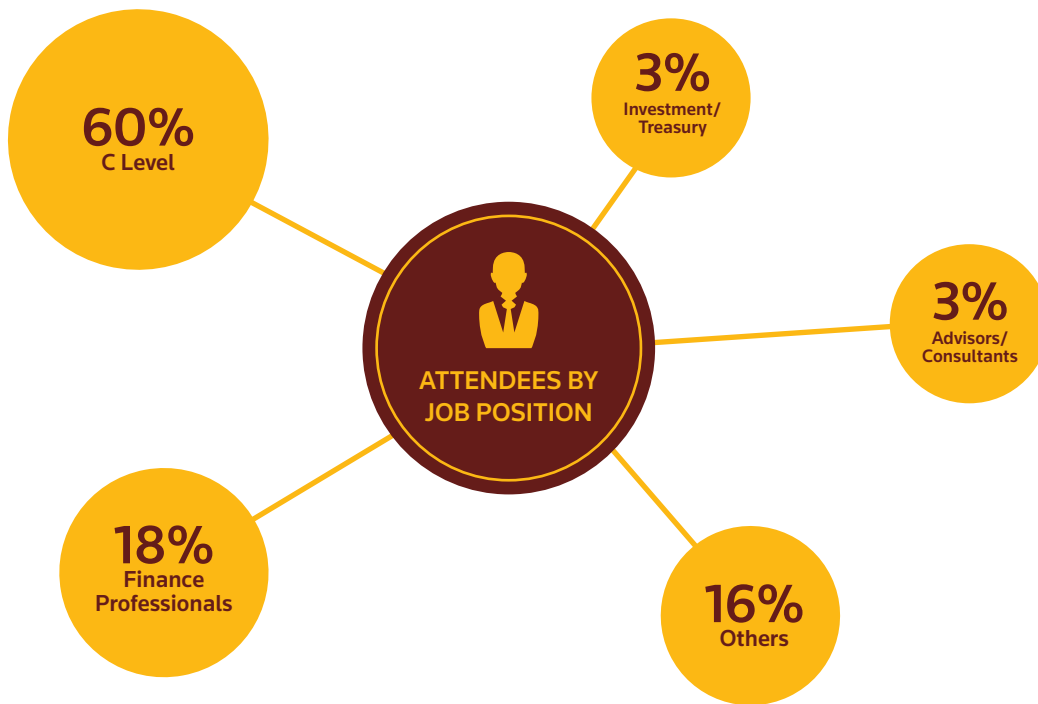 60%
C Level
3%
Investment/
Treasury
3%
Advisors/
Consultants
ATTENDEES BY
JOB POSITION
18%
Finance
Professionals
16%
Others